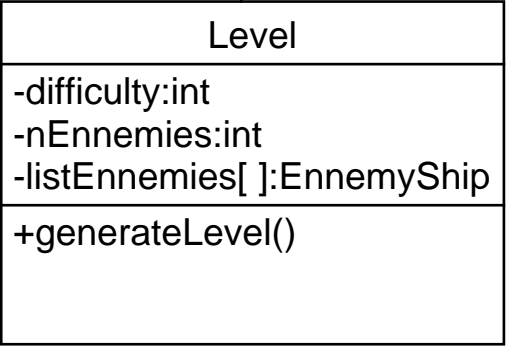 Level
-difficulty:int
-nEnnemies:int
-listEnnemies[ ]:EnnemyShip
+generateLevel()